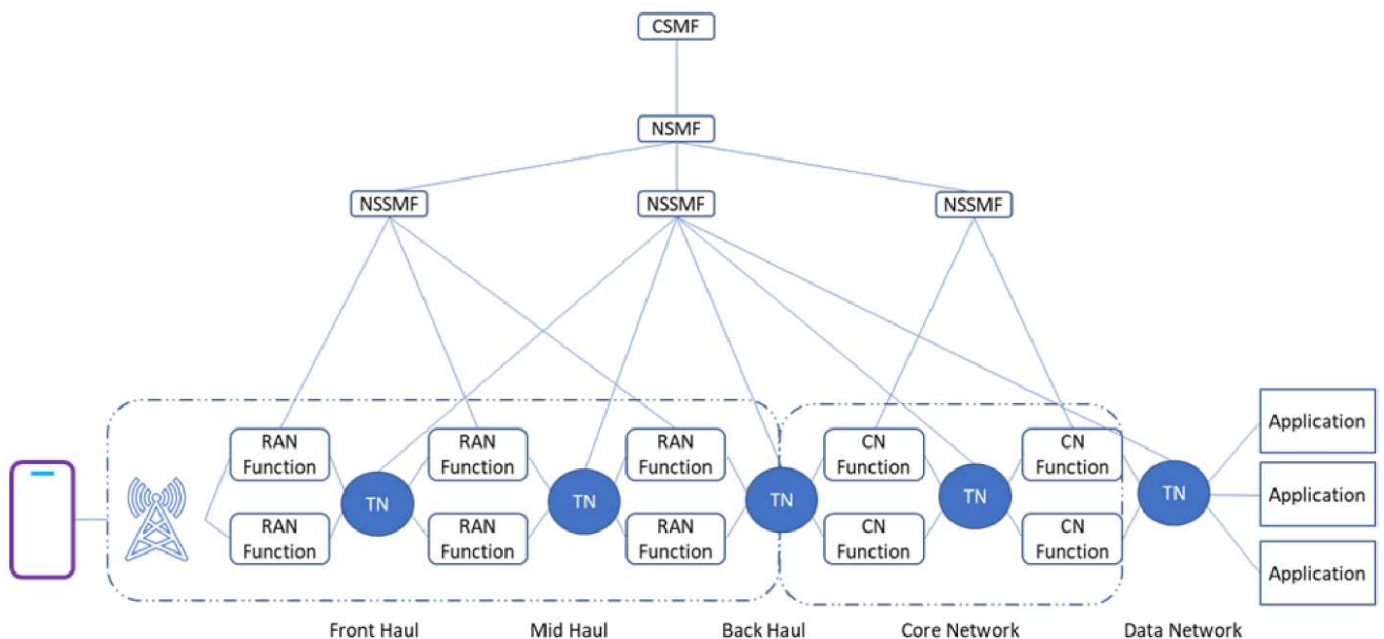 CSMF
NSMF
NSSMF
NSSMF
NSSMF
Application
RAN
Function
RAN
Function
RAN
Function
CN
Function
CN
Function
TN
TN
TN
TN
TN
Application
RAN
Function
RAN
Function
RAN
Function
CN
Function
CN
Function
Application
Front Haul
Mid Haul
Back Haul
Core Network
Data Network